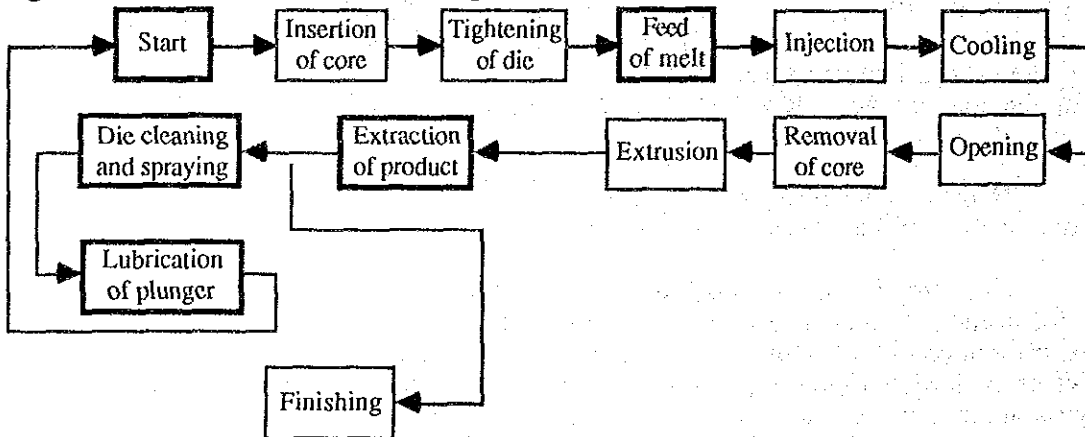 Start
Insertion
of core
Tightening
of die
Feed
of melt
Injection
Cooling
Opening
Removal
of core
Extrusion
Extraction
of product
Die cleaning
and spraying
Lubrication
of plunger
Finishing